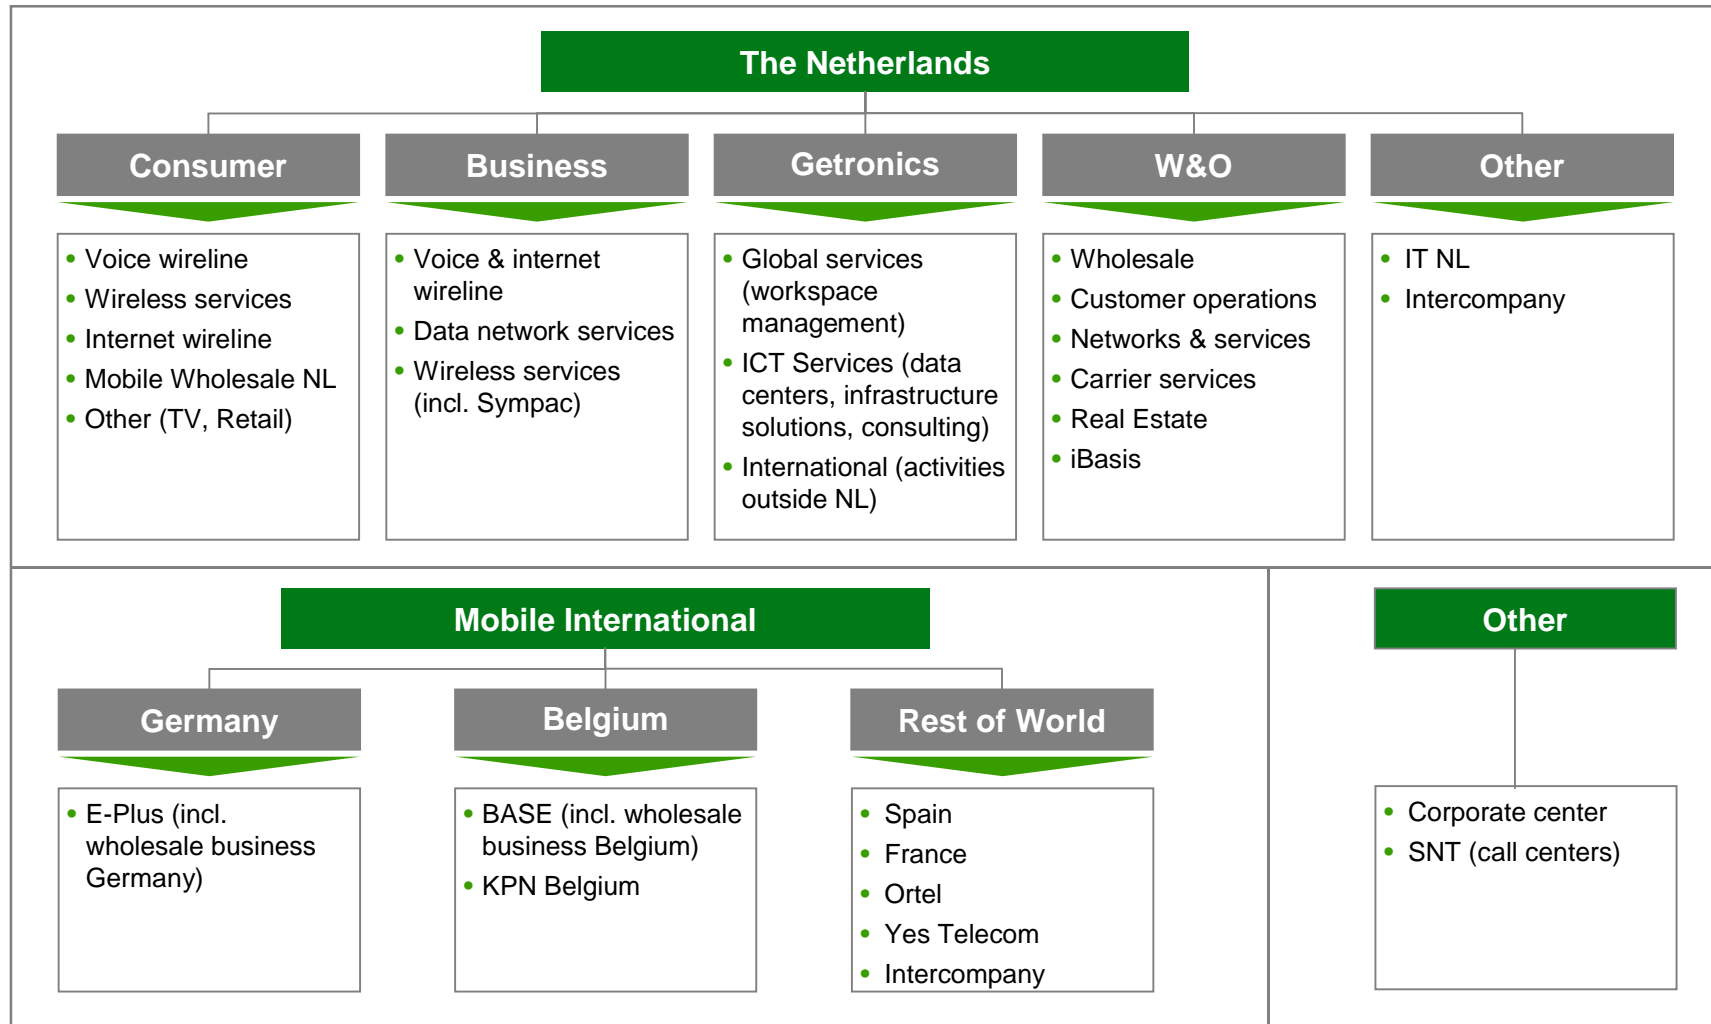 The Netherlands
Consumer
Business
Getronics
W&O
Other
• Voice wireline
• Wireless services
• Internet wireline
• Mobile Wholesale NL
• Other (TV, Retail)
• Voice & internet
wireline
• Data network services
• Wireless services
(incl. Sympac)
• Global services
(workspace
management)
• ICT Services (data
centers, infrastructure
solutions, consulting)
• International (activities
outside NL)
• Wholesale
• Customer operations
• Networks & services
• Carrier services
• Real Estate
• iBasis
• IT NL
• Intercompany
Mobile International
Germany
Belgium
Rest of World
• E-Plus (incl.
wholesale business
Germany)
• BASE (incl. wholesale
business Belgium)
• KPN Belgium
• Spain
• France
• Ortel
• Yes Telecom
• Intercompany
Other
• Corporate center
• SNT (call centers)